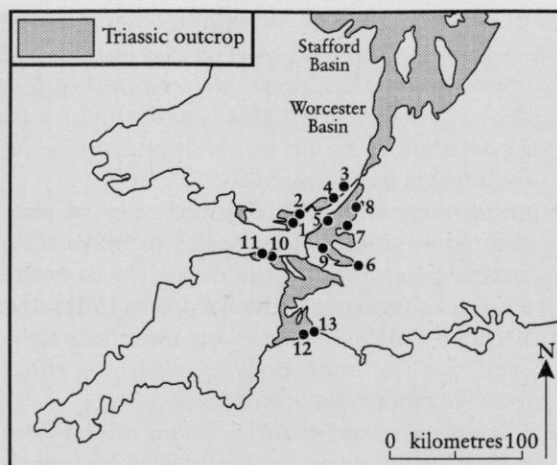 Triassic outcrop
Stafford
Basin
Worcester
Basin
3
4
2
8
5
1
7
11
10
9
6
13
12
N
0 kilometres 100